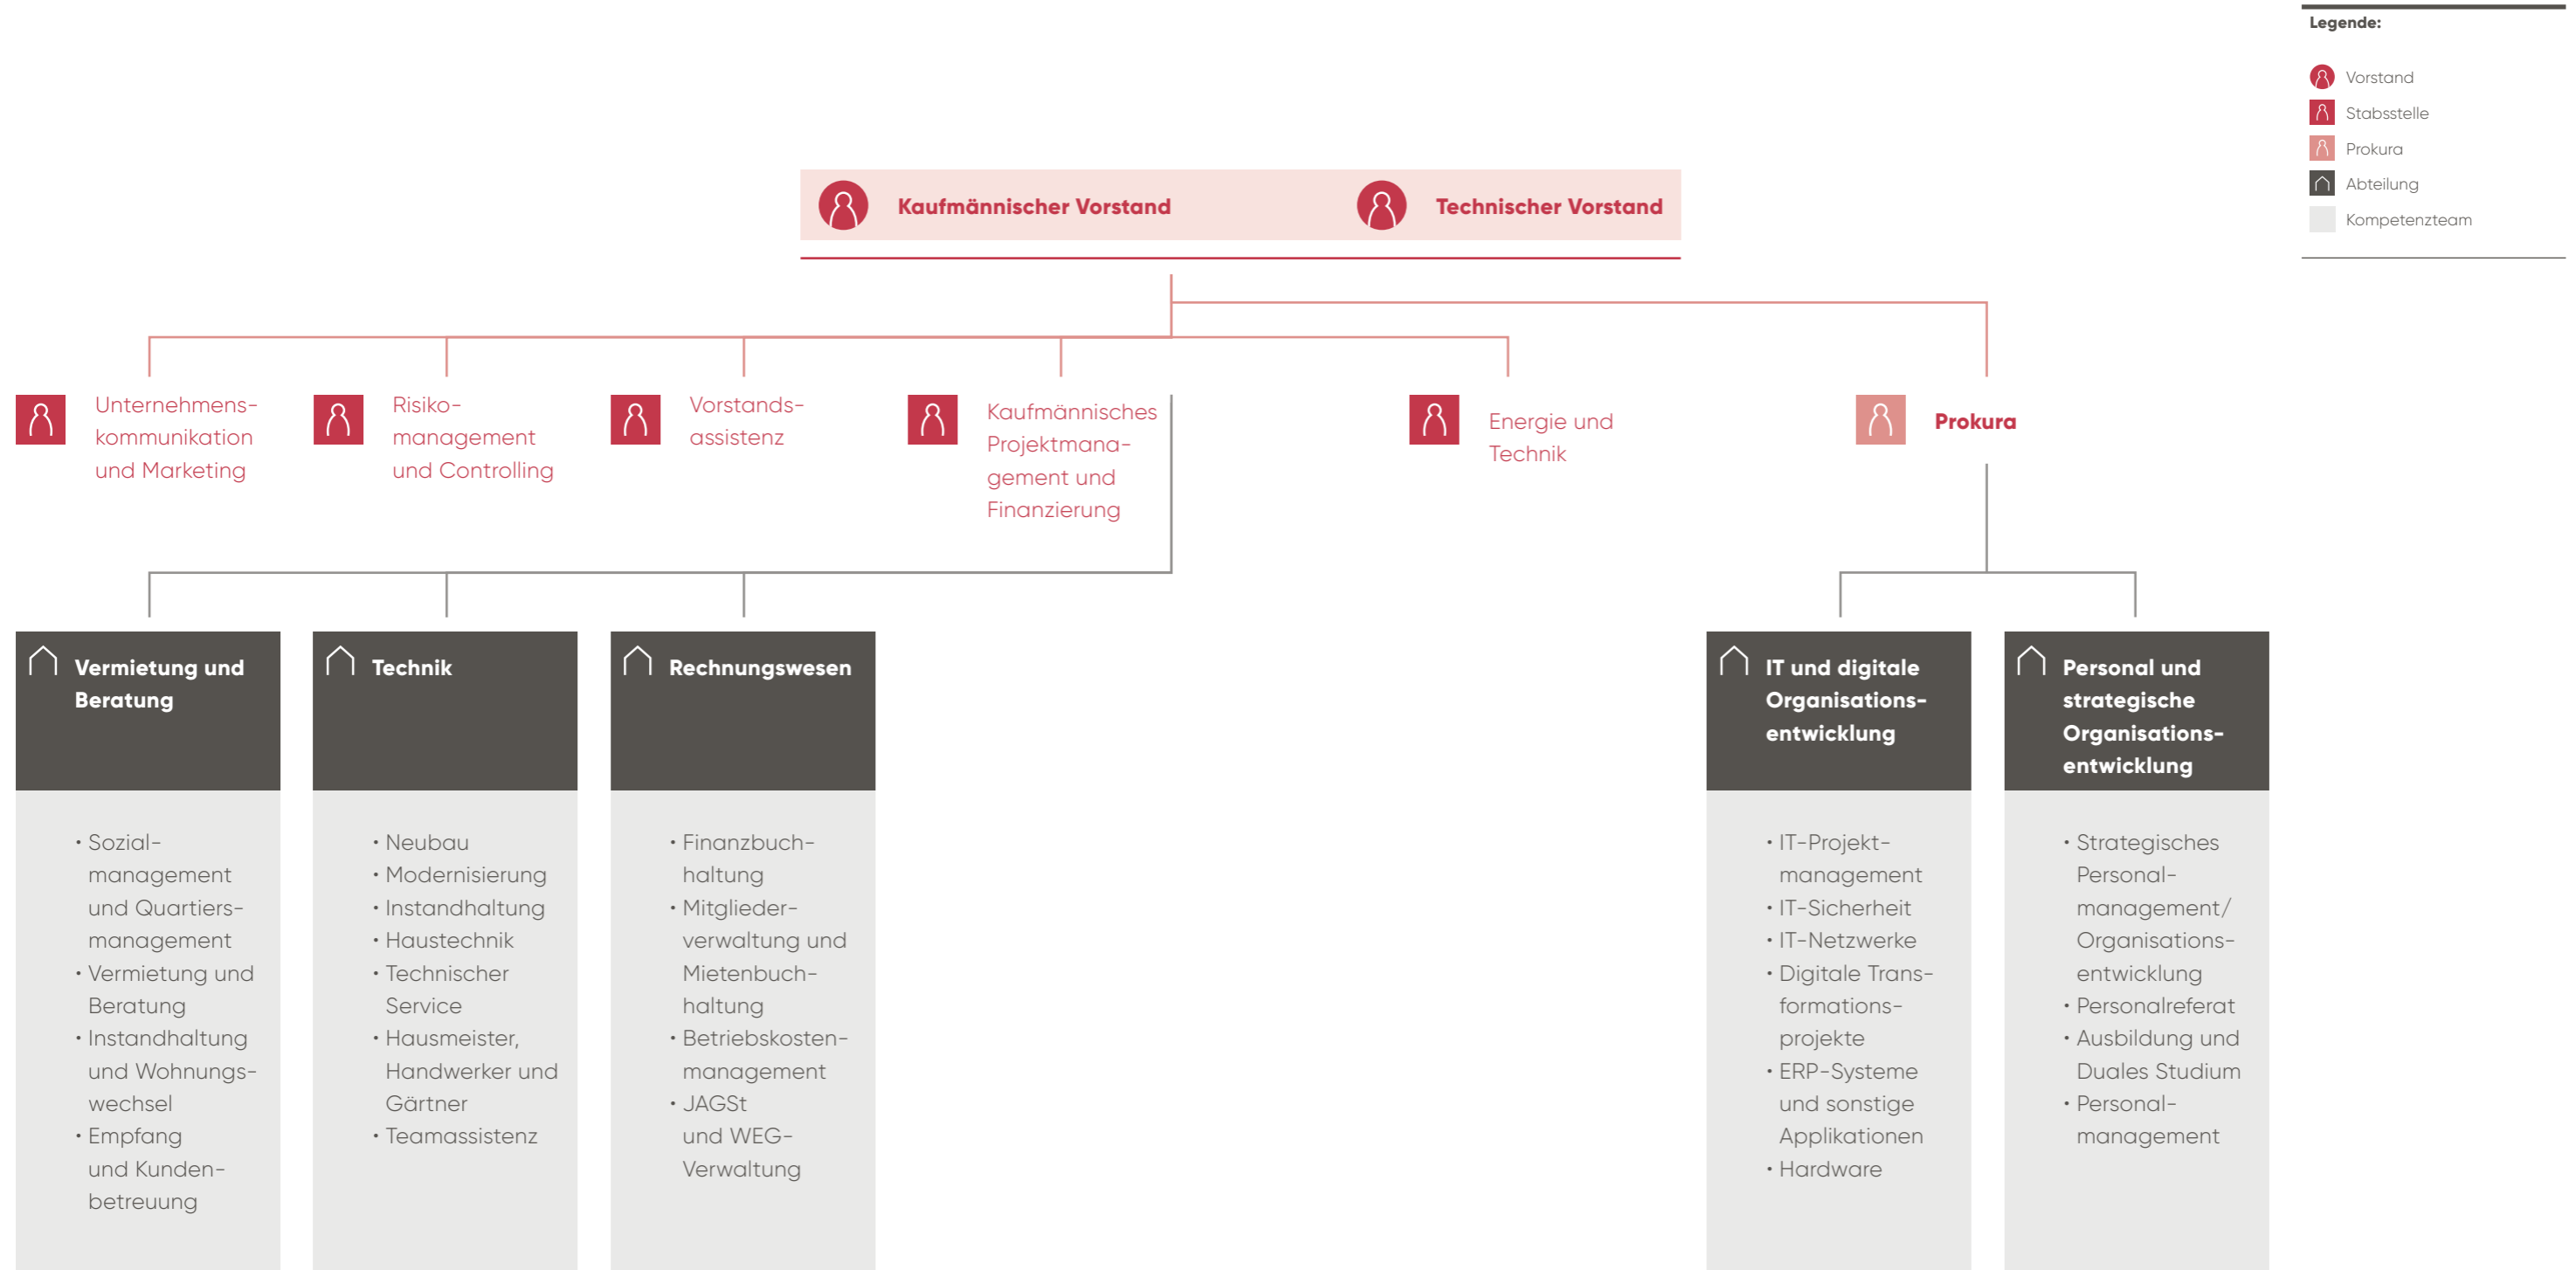 Legende:
Vorstand
Stabsstelle
Prokura
Abteilung
Kompetenzteam
Kaufmännischer Vorstand
Technischer Vorstand
Unternehmens-
kommunikation
und Marketing
Risiko-
management
und Controlling
Vorstands-
assistenz
Kaufmännisches
Projektmana-
gement und
Finanzierung
Energie und
Technik
Prokura
Vermietung und
Beratung
• Sozial-
management
und Quartiers-
management
• Vermietung und
Beratung
• Instandhaltung
und Wohnungs-
wechsel
• Empfang
und Kunden-
betreuung
Technik
• Neubau
• Modernisierung
• Instandhaltung
• Haustechnik
• Technischer
Service
• Hausmeister,
Handwerker und
Gärtner
• Teamassistenz
Rechnungswesen
• Finanzbuch-
haltung
• Mitglieder-
verwaltung und
Mietenbuch-
haltung
• Betriebskosten-
management
• JAGSt
und WEG-
Verwaltung
IT und digitale
Organisations-
entwicklung
• IT-Projekt-
management
• IT-Sicherheit
• IT-Netzwerke
• Digitale Trans-
formations-
projekte
• ERP-Systeme
und sonstige
Applikationen
• Hardware
Personal und
strategische
Organisations-
entwicklung
• Strategisches
Personal-
management/
Organisations-
entwicklung
• Personalreferat
• Ausbildung und
Duales Studium
• Personal-
management